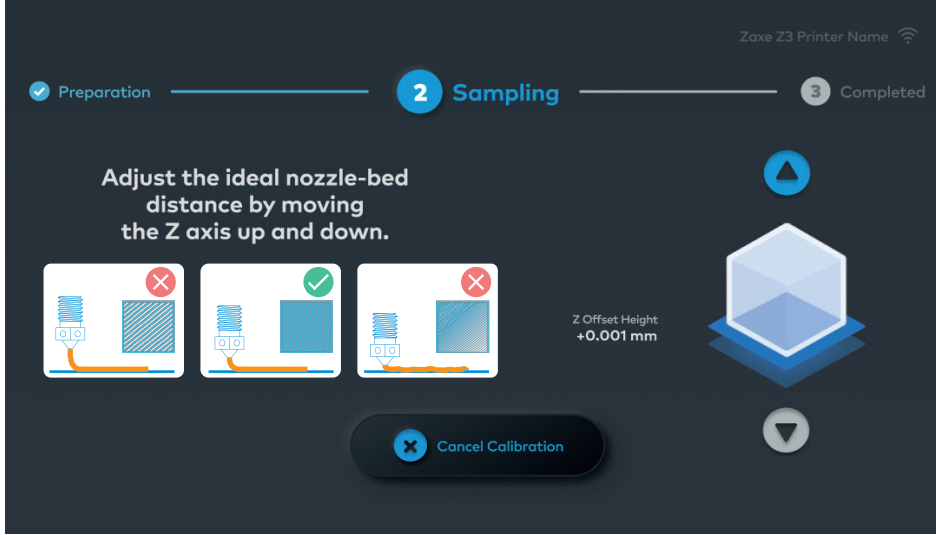 Zaxe Z3 Printer Name
Preparation
2 Sampling
3 Completed
Adjust the ideal nozzle-bed
distance by moving
the Z axis up and down.
Z Offset Height
+0.001 mm
Cancel Calibration